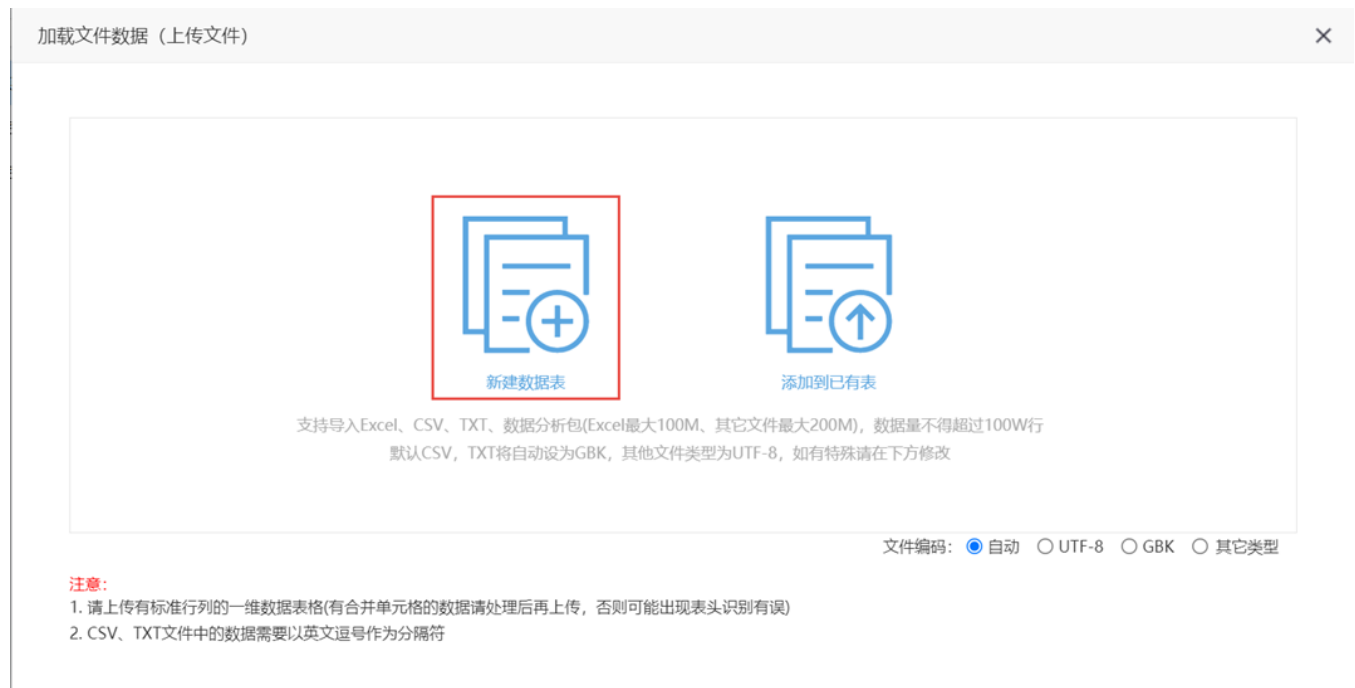 加载文件数据（上传文件）
新建数据表
添加到已有表
支持导入Excel、CSV、TXT、数据分析包(Excel最大100M、其它文件最大200M)，数据量不得超过100W行
默认CSV，TXT将自动设为GBK，其他文件类型为UTF-8，如有特殊请在下方修改
文件编码： 自动 UTF-8 GBK 其它类型
注意：
1. 请上传有标准行列的一维数据表格(有合并单元格的数据请处理后再上传，否则可能出现表头识别有误)
2. CSV、TXT文件中的数据需要以英文逗号作为分隔符